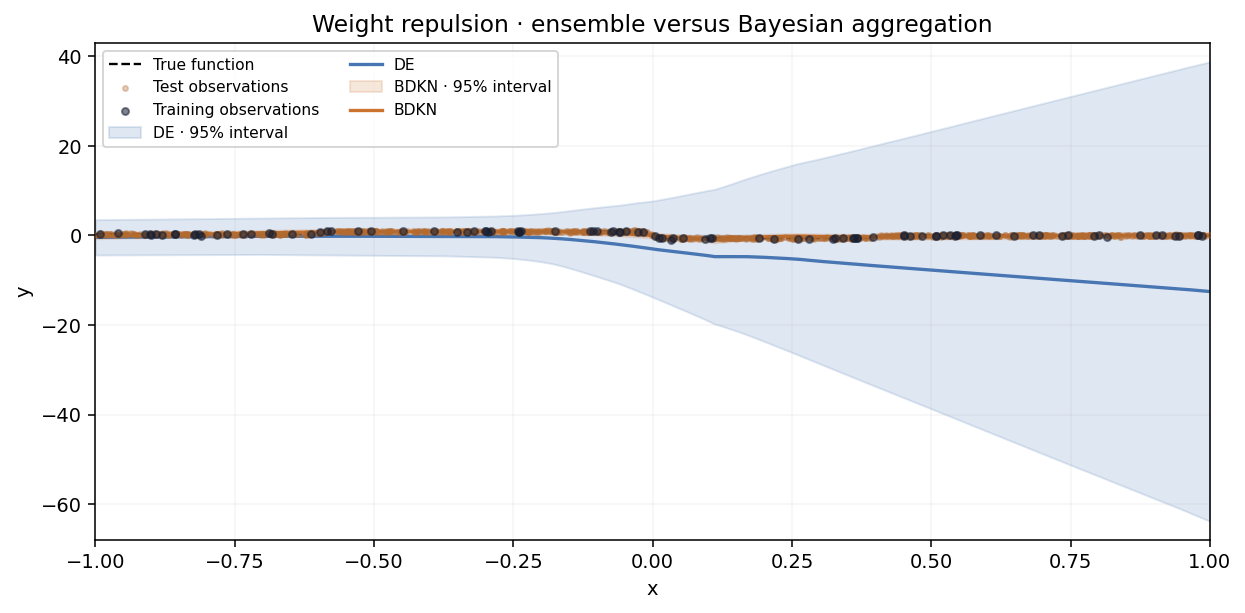 Weight repulsion · ensemble versus Bayesian aggregation
True function
Test observations
Training observations
DE · 95% interval
DE
BDKN · 95% interval
BDKN
40
20
0
−20
−40
−60
y
−1.00 −0.75 −0.50 −0.25 0.00 0.25 0.50 0.75 1.00
x